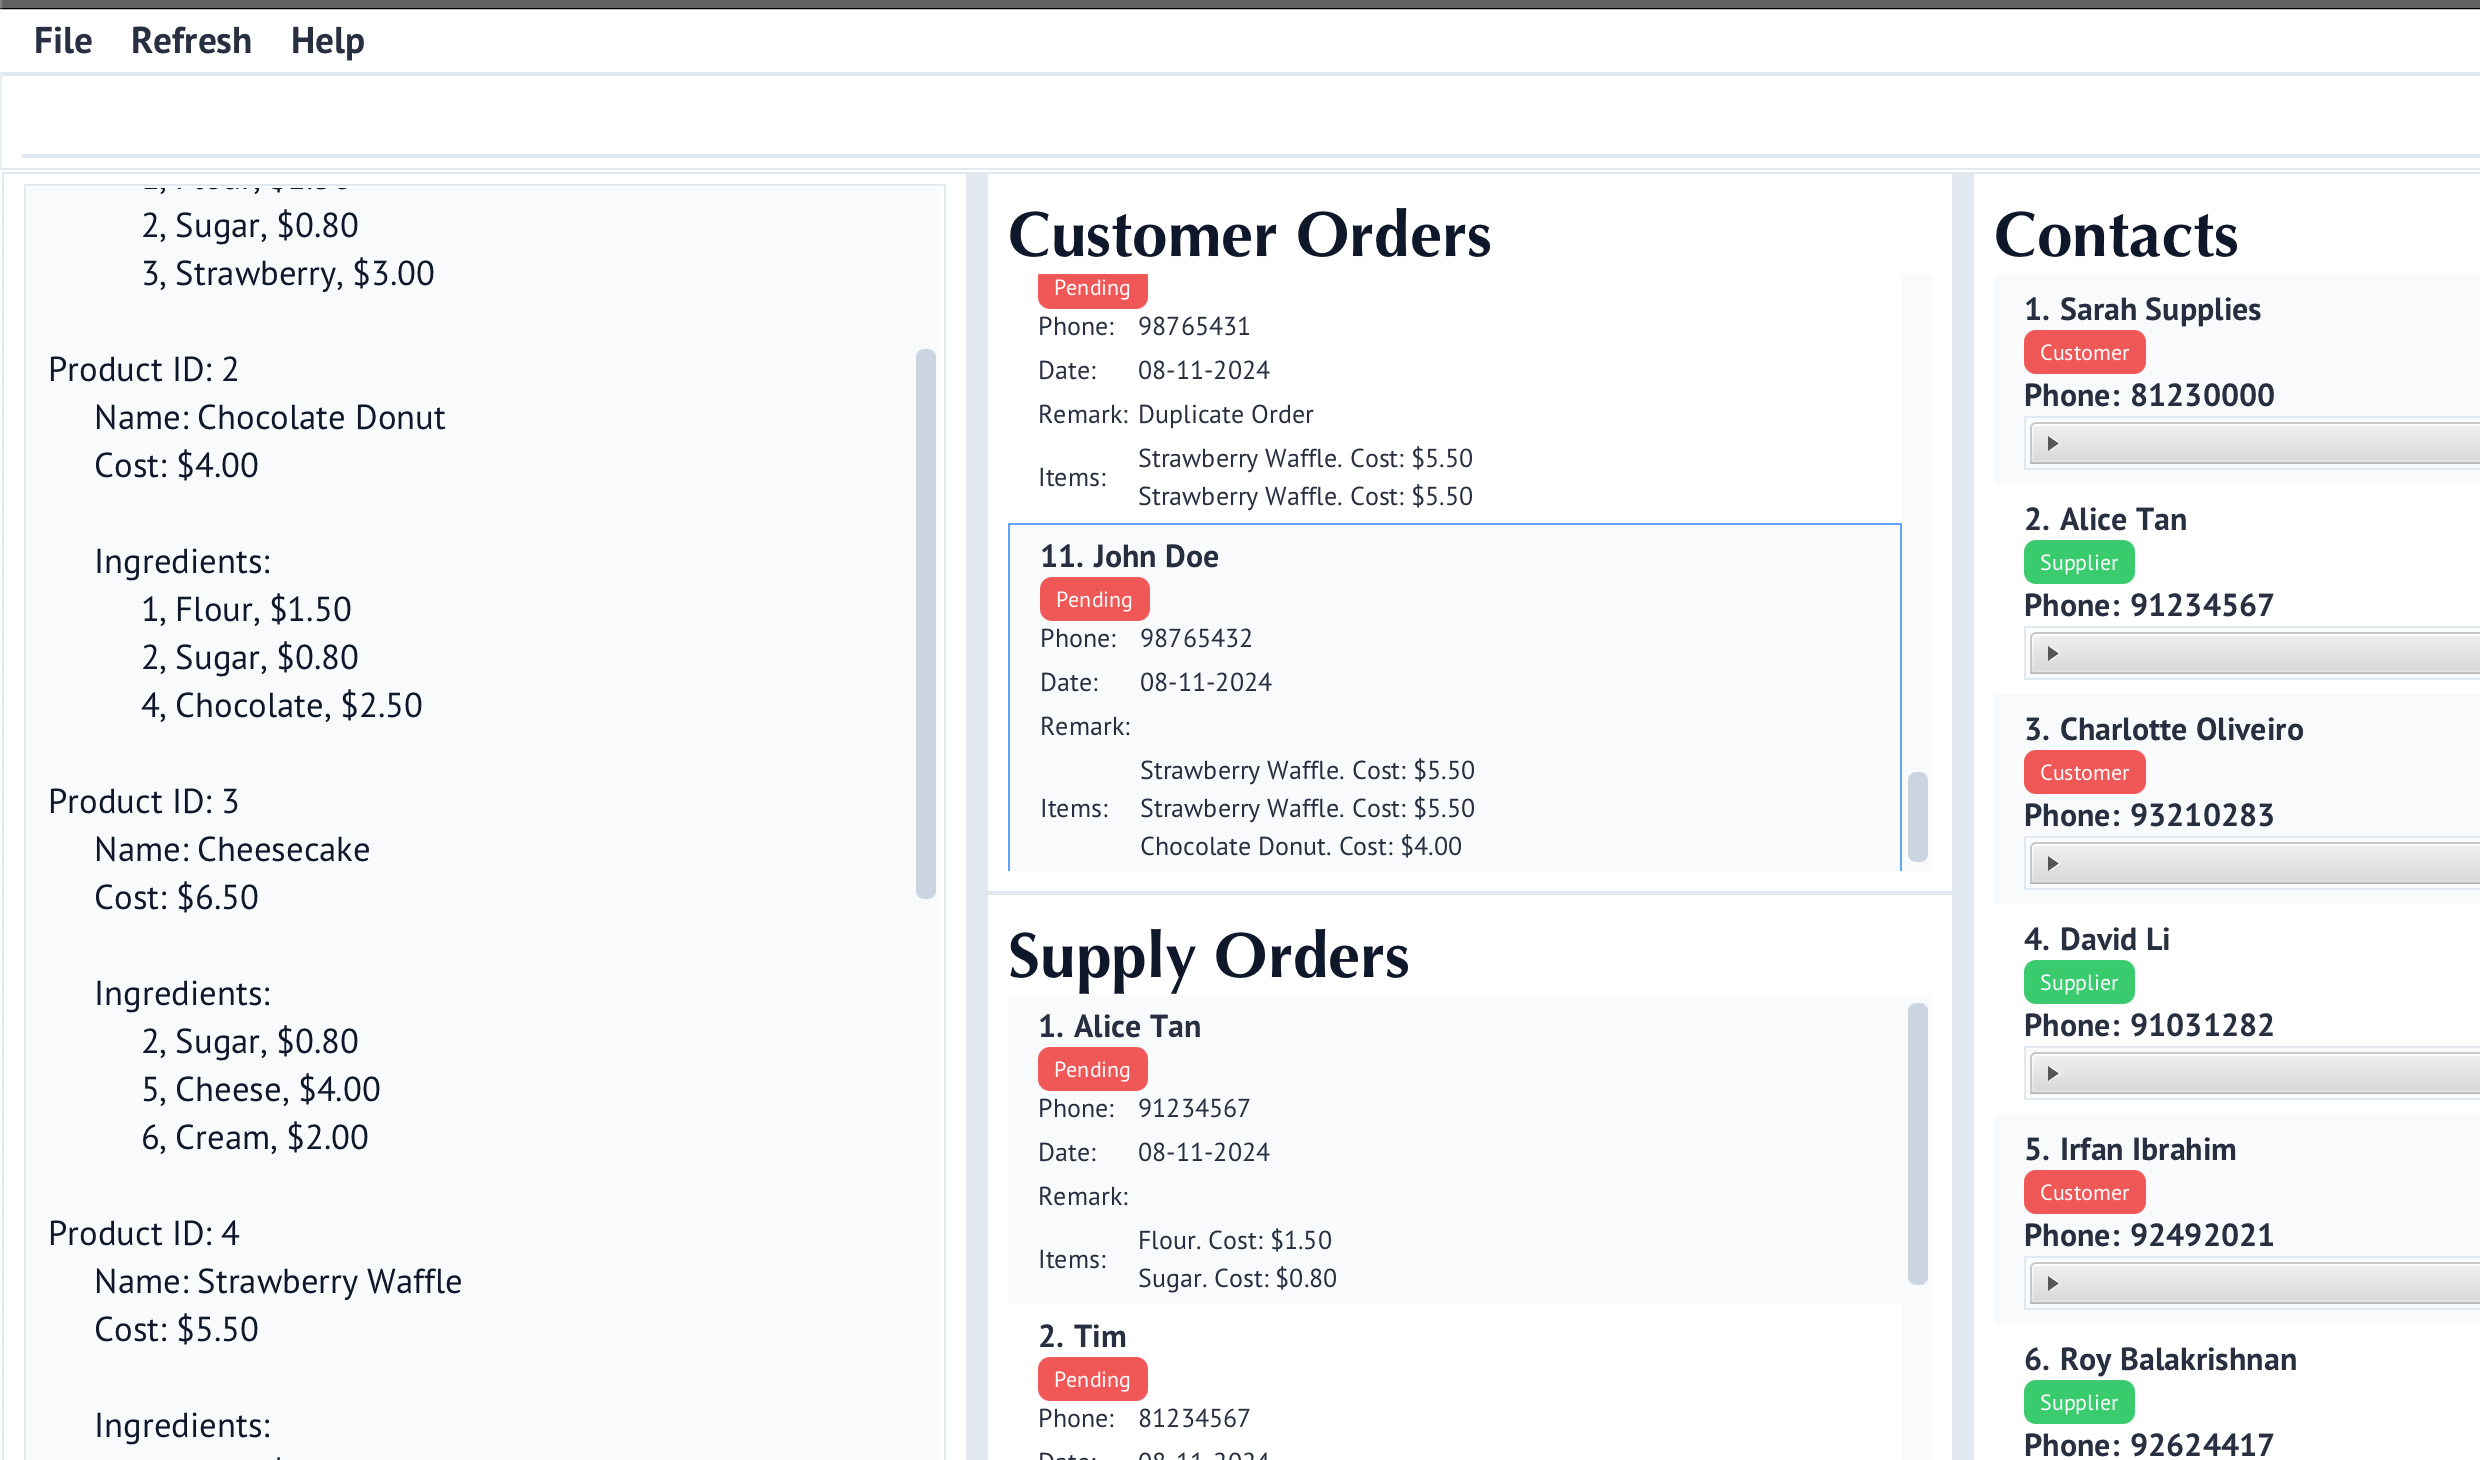 File Refresh Help
2, Sugar, $0.80
3, Strawberry, $3.00
Product ID: 2
Name: Chocolate Donut
Cost: $4.00
Ingredients:
1, Flour, $1.50
2, Sugar, $0.80
4, Chocolate, $2.50
Product ID: 3
Name: Cheesecake
Cost: $6.50
Ingredients:
2, Sugar, $0.80
5, Cheese, $4.00
6, Cream, $2.00
Product ID: 4
Name: Strawberry Waffle
Cost: $5.50
Ingredients:
Customer Orders
Pending
Phone: 98765431
Date: 08-11-2024
Remark: Duplicate Order
Items: Strawberry Waffle. Cost: $5.50
Strawberry Waffle. Cost: $5.50
11. John Doe
Pending
Phone: 98765432
Date: 08-11-2024
Remark:
Strawberry Waffle. Cost: $5.50
Items: Strawberry Waffle. Cost: $5.50
Chocolate Donut. Cost: $4.00
Supply Orders
1. Alice Tan
Pending
Phone: 91234567
Date: 08-11-2024
Remark:
Items: Flour. Cost: $1.50
Sugar. Cost: $0.80
2. Tim
Pending
Phone: 81234567
Date: 08-11-2024
Contacts
1. Sarah Supplies
Customer
Phone: 81230000
2. Alice Tan
Supplier
Phone: 91234567
3. Charlotte Oliveiro
Customer
Phone: 93210283
4. David Li
Supplier
Phone: 91031282
5. Irfan Ibrahim
Customer
Phone: 92492021
6. Roy Balakrishnan
Supplier
Phone: 92624417